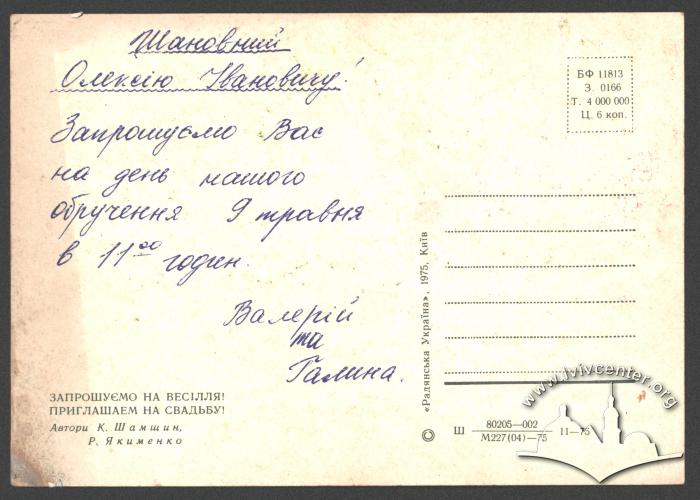 Шановний
Олексію Івановичу!
Запрошуємо Вас
на день нашого
обручення 9 травня
в 11⁰⁰ годин.
Валерій
та
Галина.
ЗАПРОШУЄМО НА ВЕСІЛЛЯ!
ПРИГЛАШАЕМ НА СВАДЬБУ!
Автори К. Шамшин,
Р. Якименко
БФ 11813
З. 0166
Т. 4 000 000
Ц. 6 коп.
«Радянська Україна», 1975, Київ
© Ш 80205—002 11—75
М227(04)—75
www.lvivcenter.org